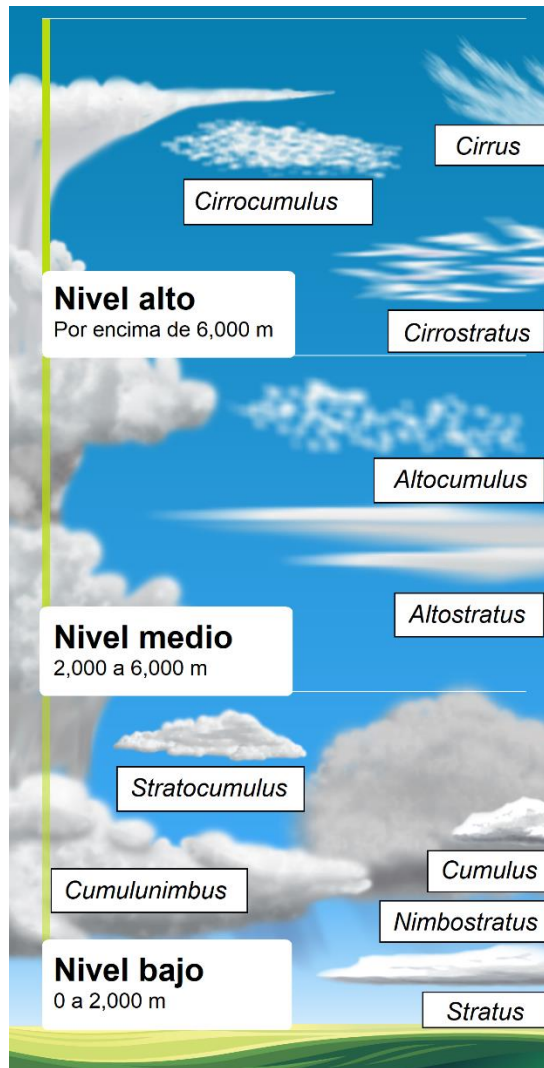 Cirrus
Cirrocumulus
Nivel alto
Por encima de 6,000 m
Cirrostratus
Altocumulus
Altostratus
Nivel medio
2,000 a 6,000 m
Stratocumulus
Cumulus
Cumulunimbus
Nimbostratus
Nivel bajo
0 a 2,000 m
Stratus